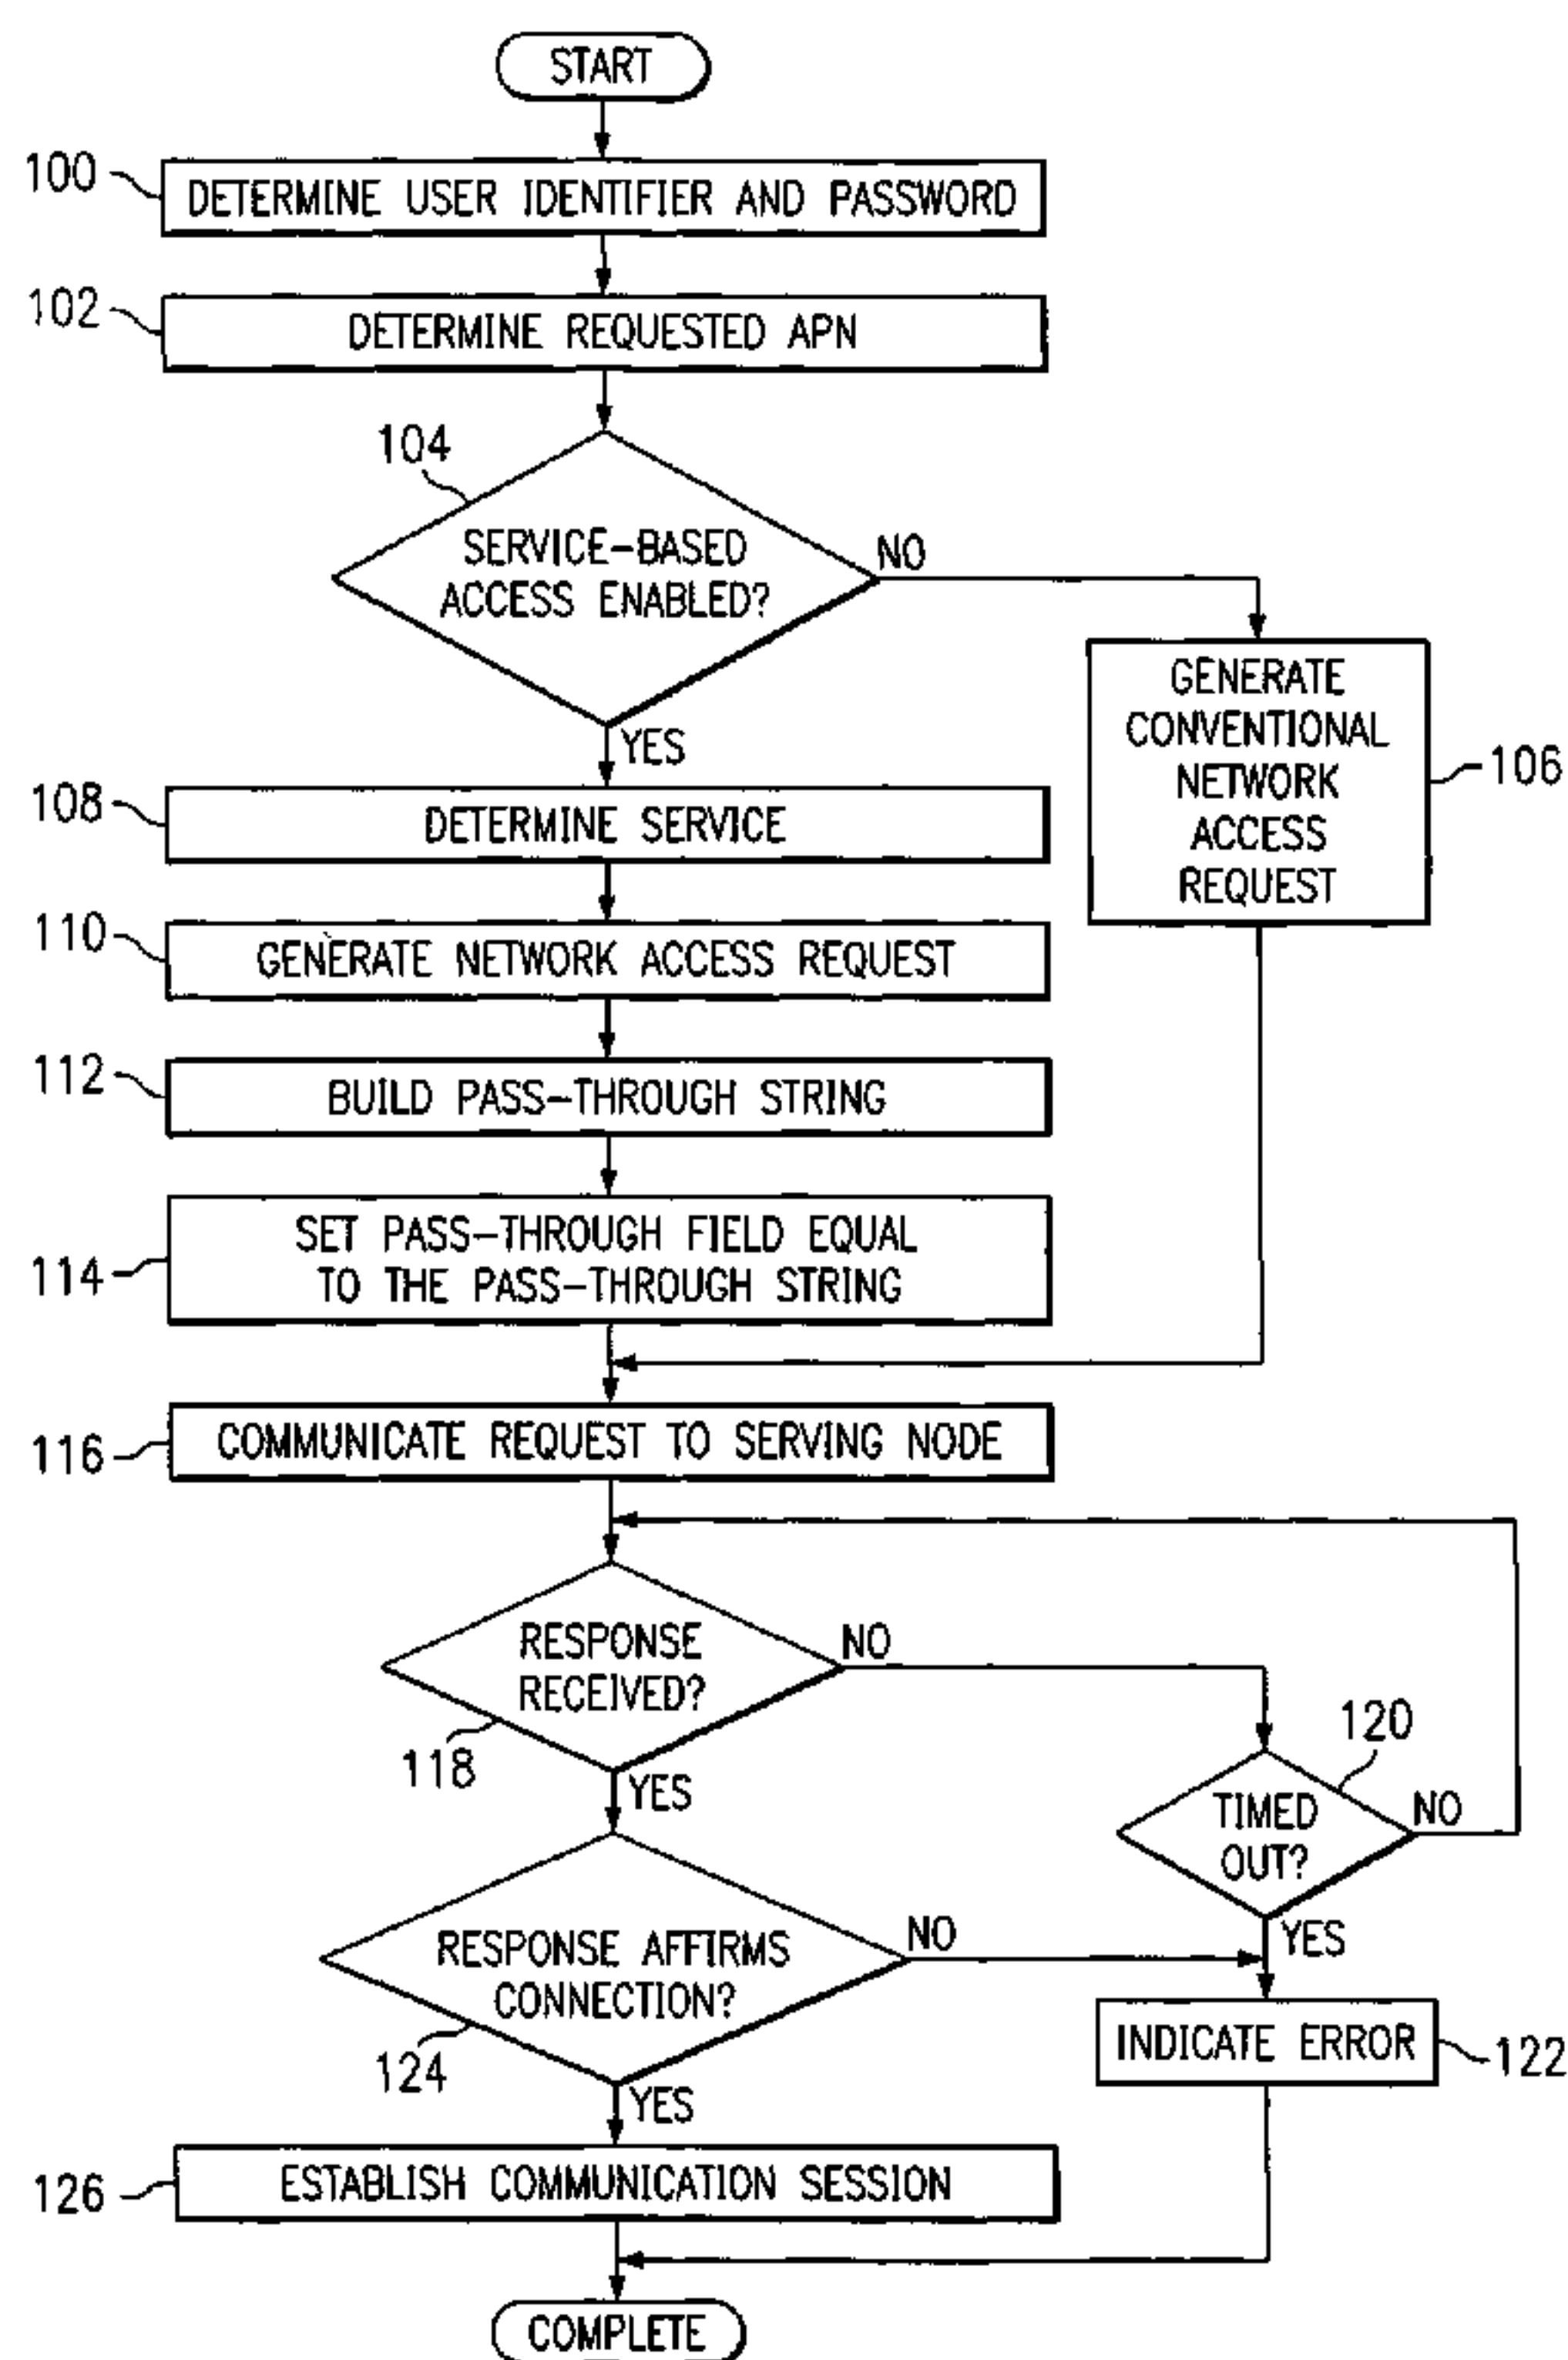 START
100
DETERMINE USER IDENTIFIER AND PASSWORD
102
DETERMINE REQUESTED APN
104
SERVICE-BASED
ACCESS ENABLED?
NO
YES
GENERATE
CONVENTIONAL
NETWORK
ACCESS
REQUEST
106
108
DETERMINE SERVICE
110
GENERATE NETWORK ACCESS REQUEST
112
BUILD PASS-THROUGH STRING
114
SET PASS-THROUGH FIELD EQUAL
TO THE PASS-THROUGH STRING
116
COMMUNICATE REQUEST TO SERVING NODE
RESPONSE
RECEIVED?
NO
118
YES
120
TIMED
OUT?
NO
YES
RESPONSE AFFIRMS
CONNECTION?
NO
124
YES
INDICATE ERROR
122
126
ESTABLISH COMMUNICATION SESSION
COMPLETE